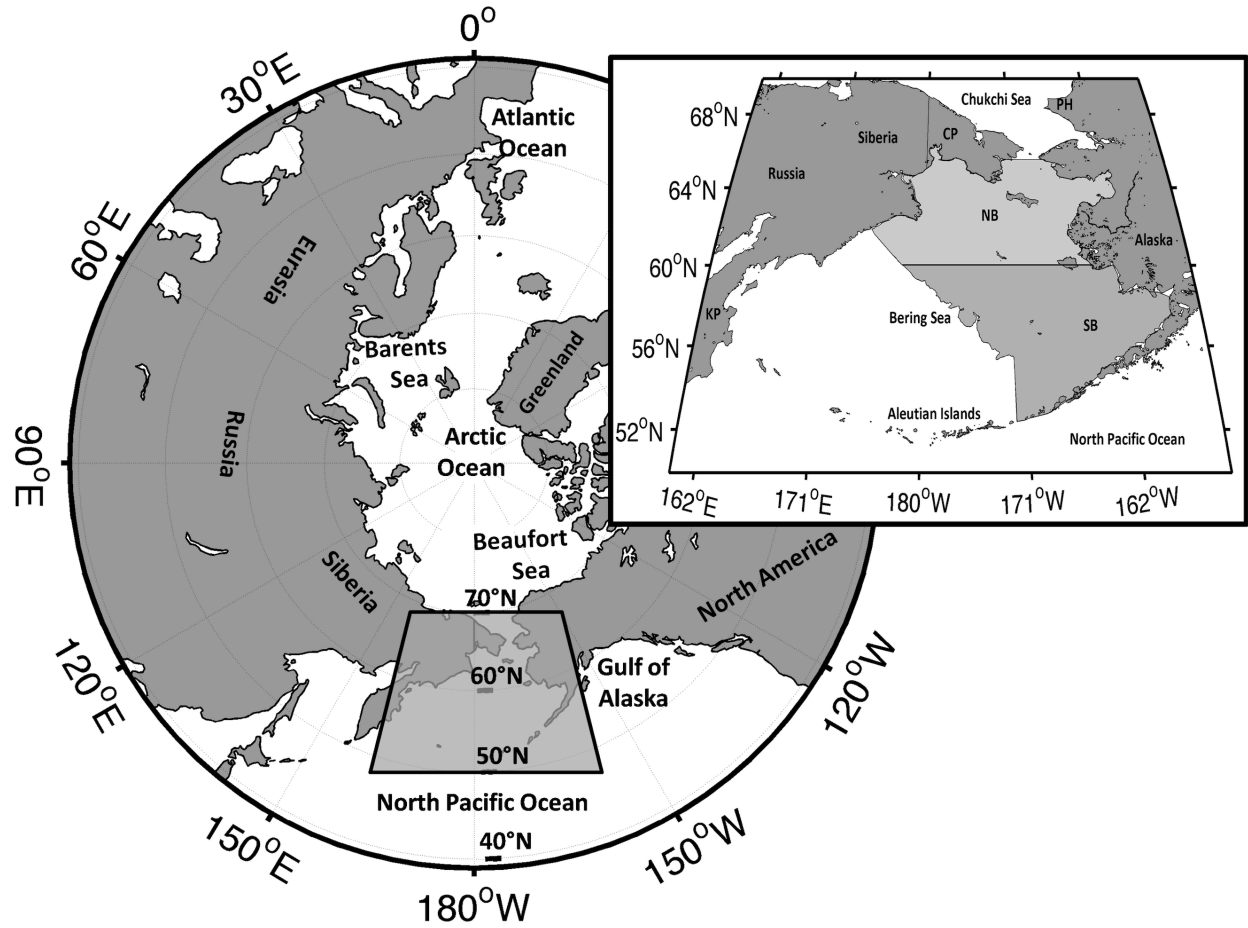 0°
30°E
60°E
90°E
120°E
150°E
180°W
150°W
120°W
Atlantic
Ocean
Eurasia
Barents
Sea
Greenland
Russia
Arctic
Ocean
Beaufort
Sea
Siberia
North America
70°N
60°N
50°N
40°N
Gulf of
Alaska
North Pacific Ocean
68°N
64°N
60°N
56°N
52°N
162°E
171°E
180°W
171°W
162°W
Chukchi Sea
PH
Siberia
CP
Russia
NB
Alaska
KP
Bering Sea
SB
Aleutian Islands
North Pacific Ocean